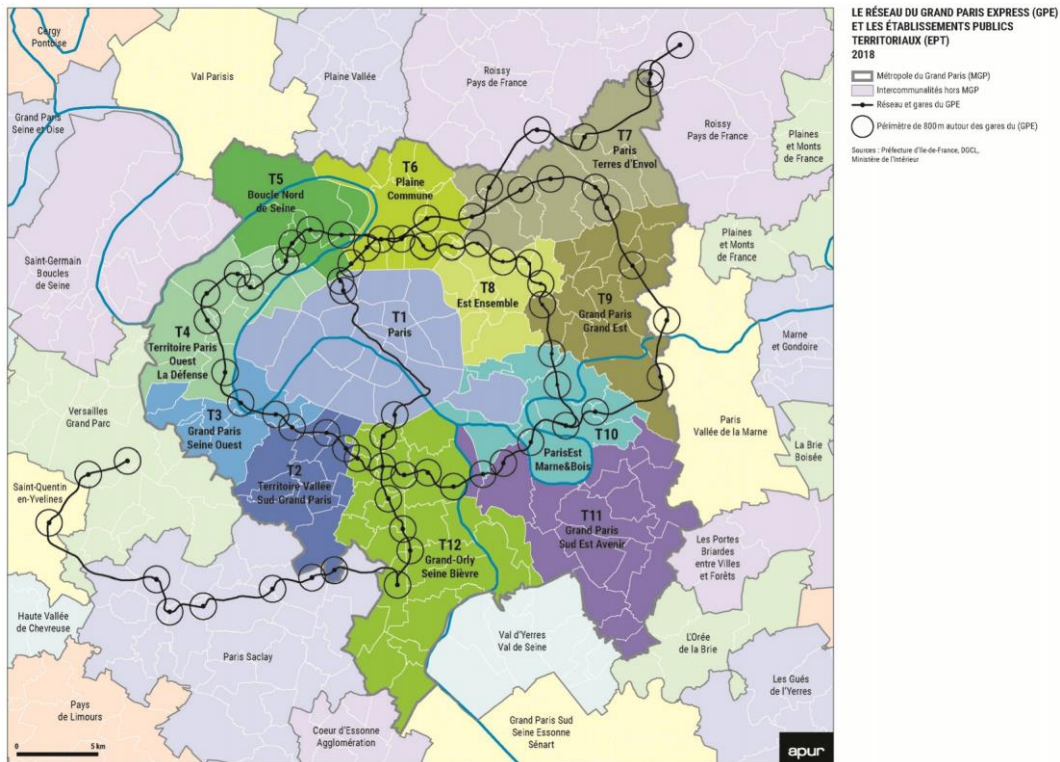 LE RÉSEAU DU GRAND PARIS EXPRESS (GPE)
ET LES ÉTABLISSEMENTS PUBLICS
TERRITORIAUX (EPT)
2018
Métropole du Grand Paris (MGP)
Intercommunalités hors MGP
Réseau et gares du GPE
Périmètre de 800 m autour des gares du (GPE)
Sources : Préfecture d'Ile-de-France, DGCL,
Ministère de l'Intérieur
Cergy
Pontoise
Val Parisis
Plaine Vallée
Roissy
Pays de France
Grand Paris
Seine et Oise
Roissy
Pays de France
Plaines
et Monts
de France
T7
Paris
Terres d'Envol
T6
Plaine
Commune
T5
Boucle Nord
de Seine
Saint-Germain
Boucles
de Seine
Plaines
et Monts
de France
T8
Est Ensemble
T9
Grand Paris
Grand Est
T1
Paris
T4
Territoire Paris
Ouest
La Défense
Marne
et Gondoire
Versailles
Grand Parc
T3
Grand Paris
Seine Ouest
T10
ParisEst
Marne&Bois
Paris
Vallée de la Marne
La Brie
Boisée
T2
Territoire Vallée
Sud-Grand Paris
Saint-Quentin
en-Yvelines
T11
Grand Paris
Sud Est Avenir
T12
Grand-Orly
Seine Bièvre
Les Portes
Briardes
entre Villes
et Forêts
Haute Vallée
de Chevreuse
Paris Saclay
Val d'Yerres
Val de Seine
L'Orée
de la Brie
Les Gués
de l'Yerres
Pays
de Limours
Coeur d'Essonne
Agglomération
Grand Paris Sud
Seine Essonne
Sénart
0 5 km
apur